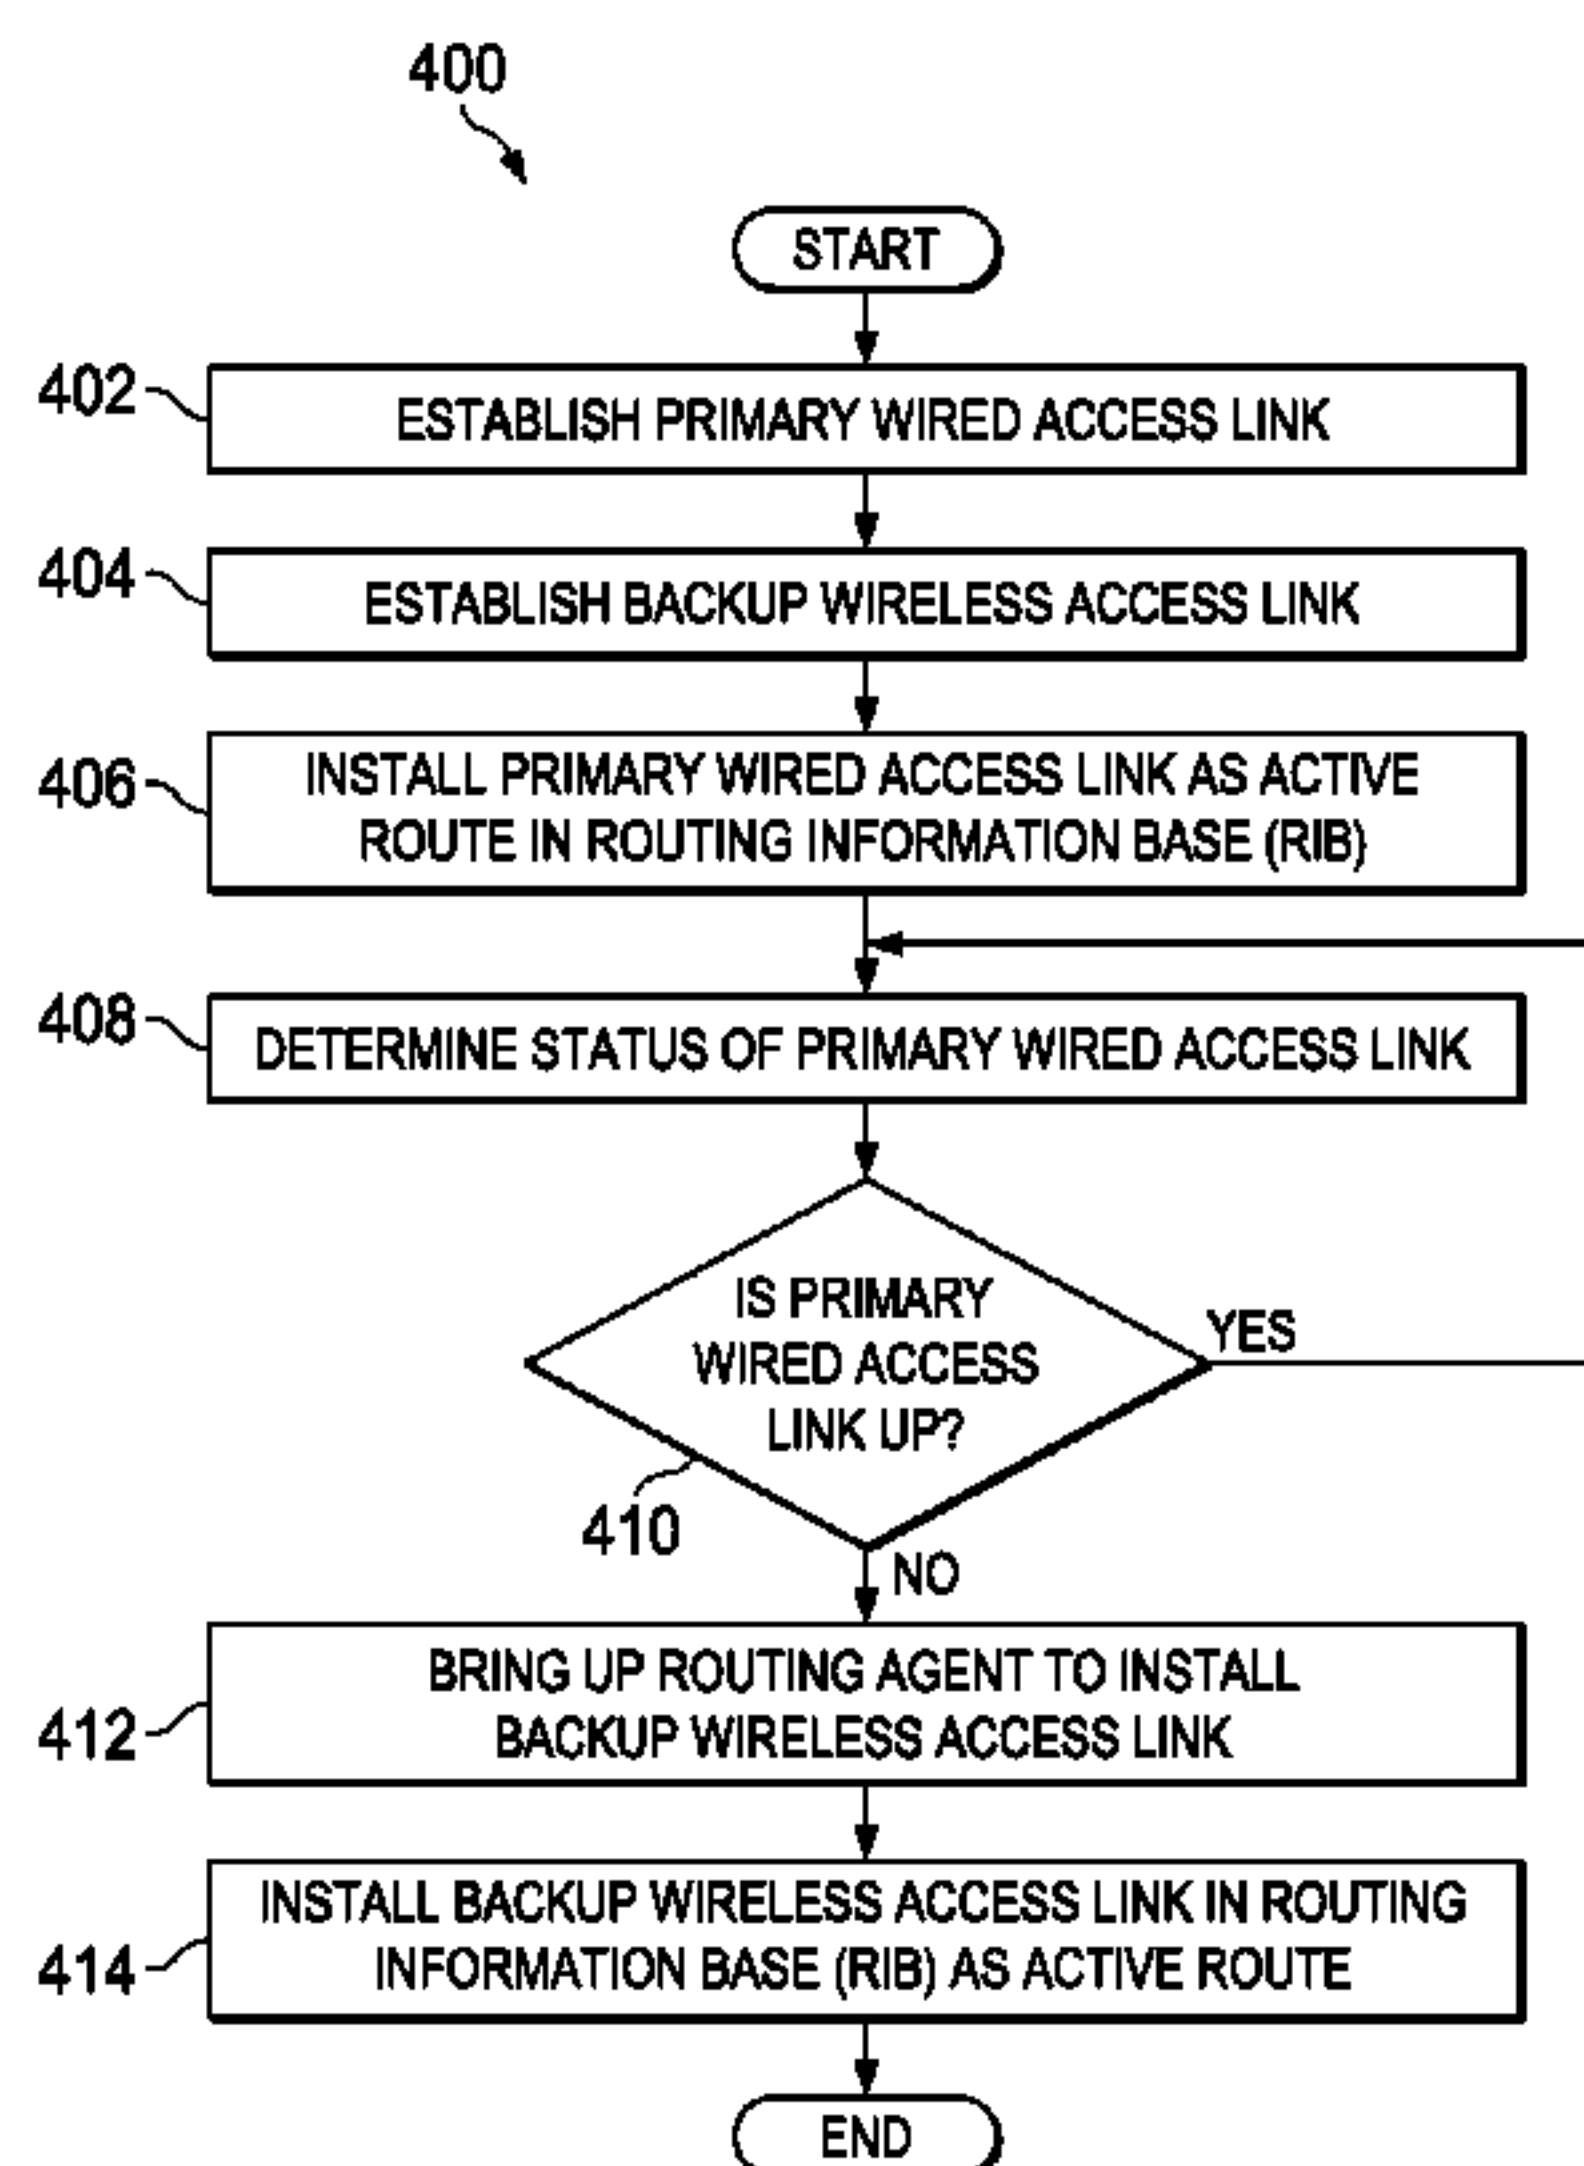 400
START
402
ESTABLISH PRIMARY WIRED ACCESS LINK
404
ESTABLISH BACKUP WIRELESS ACCESS LINK
406
INSTALL PRIMARY WIRED ACCESS LINK AS ACTIVE
ROUTE IN ROUTING INFORMATION BASE (RIB)
408
DETERMINE STATUS OF PRIMARY WIRED ACCESS LINK
IS PRIMARY
WIRED ACCESS
LINK UP?
YES
410
NO
412
BRING UP ROUTING AGENT TO INSTALL
BACKUP WIRELESS ACCESS LINK
414
INSTALL BACKUP WIRELESS ACCESS LINK IN ROUTING
INFORMATION BASE (RIB) AS ACTIVE ROUTE
END